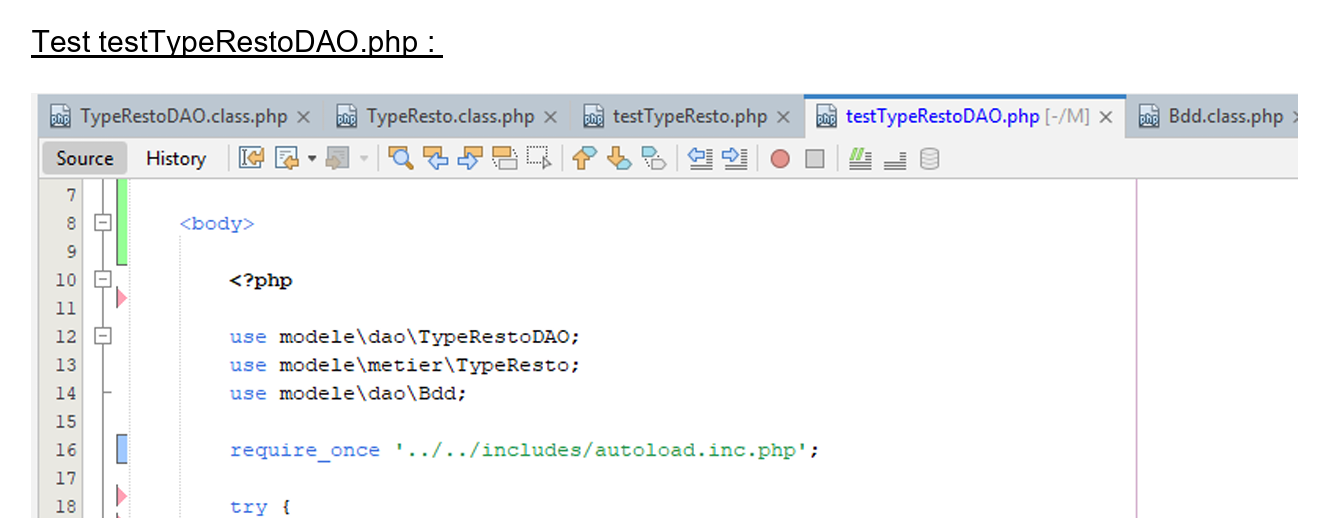 Test testTypeRestoDAO.php :
TypeRestoDAO.class.php TypeResto.class.php testTypeResto.php testTypeRestoDAO.php [-/M] Bdd.class.php
Source History
7
8 <body>
9
10 <?php
11
12 use modele\dao\TypeRestoDAO;
13 use modele\metier\TypeResto;
14 use modele\dao\Bdd;
15
16 require_once '../../includes/autoload.inc.php';
17
18 try {